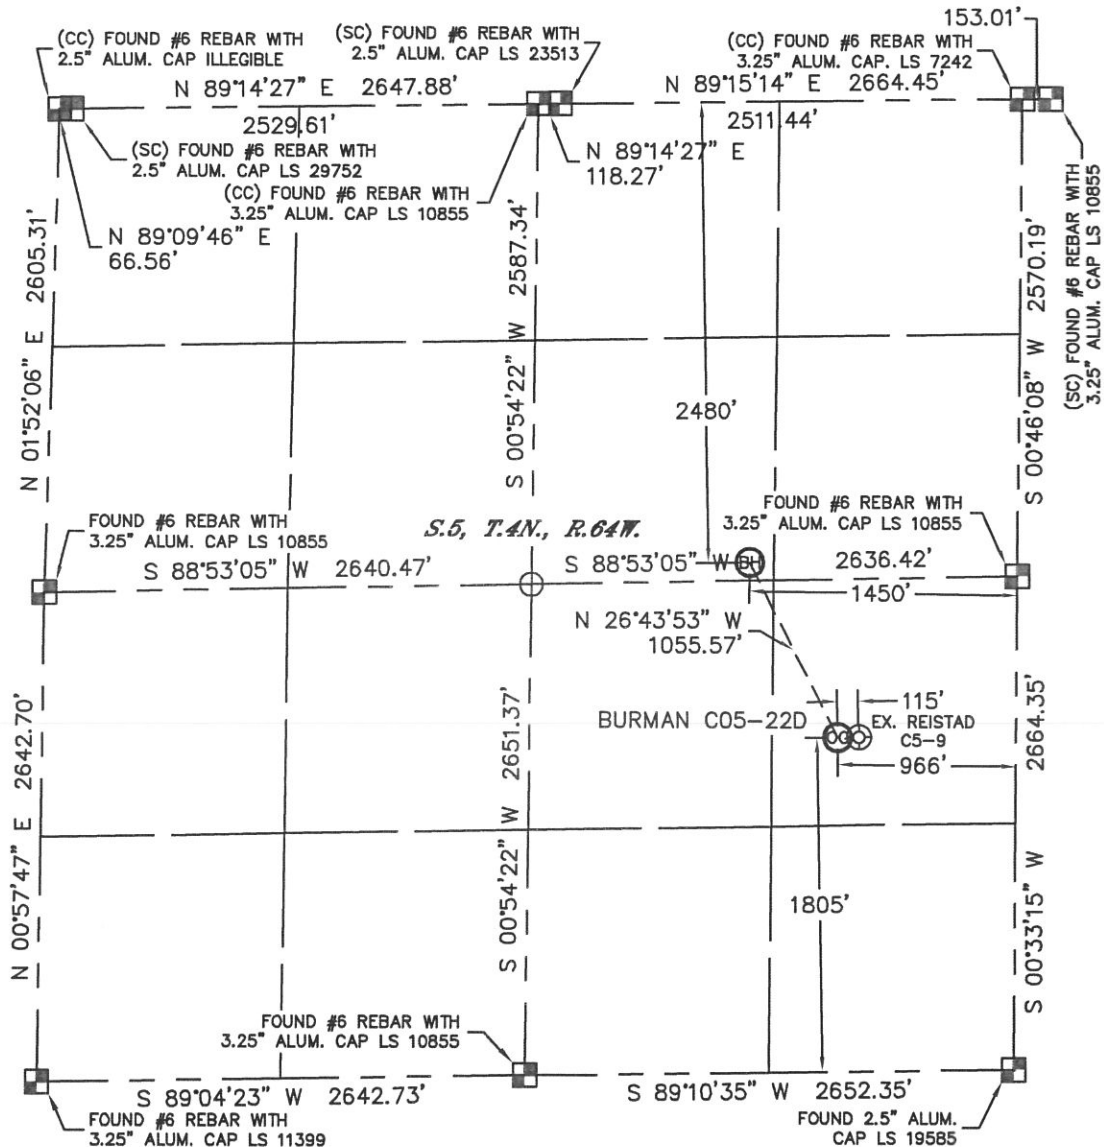 153.01'
(CC) FOUND #6 REBAR WITH
2.5" ALUM. CAP ILLEGIBLE
(SC) FOUND #6 REBAR WITH
2.5" ALUM. CAP LS 23513
(CC) FOUND #6 REBAR WITH
3.25" ALUM. CAP. LS 7242
N 89°14'27" E 2647.88'
N 89°15'14" E 2664.45'
2529.61'
2511.44'
(SC) FOUND #6 REBAR WITH
2.5" ALUM. CAP LS 29752
N 89°14'27" E
118.27'
(CC) FOUND #6 REBAR WITH
3.25" ALUM. CAP LS 10855
(SC) FOUND #6 REBAR WITH
3.25" ALUM. CAP LS 10855
N 89°09'46" E
66.56'
N 01°52'06" E 2605.31'
S 00°54'22" W 2587.34'
S 00°46'08" W 2570.19'
2480'
FOUND #6 REBAR WITH
3.25" ALUM. CAP LS 10855
S.5, T.4N., R.64W.
FOUND #6 REBAR WITH
3.25" ALUM. CAP LS 10855
S 88°53'05" W 2640.47'
S 88°53'05" W
BH
2636.42'
1450'
N 26°43'53" W
1055.57'
115'
BURMAN C05-22D
EX. REISTAD
C5-9
966'
N 00°57'47" E 2642.70'
S 00°54'22" W 2651.37'
S 00°33'15" W 2664.35'
1805'
FOUND #6 REBAR WITH
3.25" ALUM. CAP LS 10855
S 89°04'23" W 2642.73'
S 89°10'35" W 2652.35'
FOUND #6 REBAR WITH
3.25" ALUM. CAP LS 11399
FOUND 2.5" ALUM.
CAP LS 19585